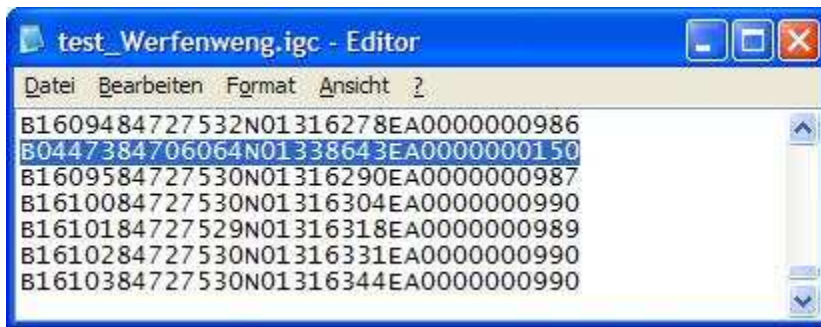 test_Werfenweng.igc - Editor
Datei Bearbeiten Format Ansicht ?
B1609484727532N01316278EA0000000986
B0447384706064N01338643EA0000000150
B1609584727530N01316290EA0000000987
B1610084727530N01316304EA0000000990
B1610184727529N01316318EA0000000989
B1610284727530N01316331EA0000000990
B1610384727530N01316344EA0000000990